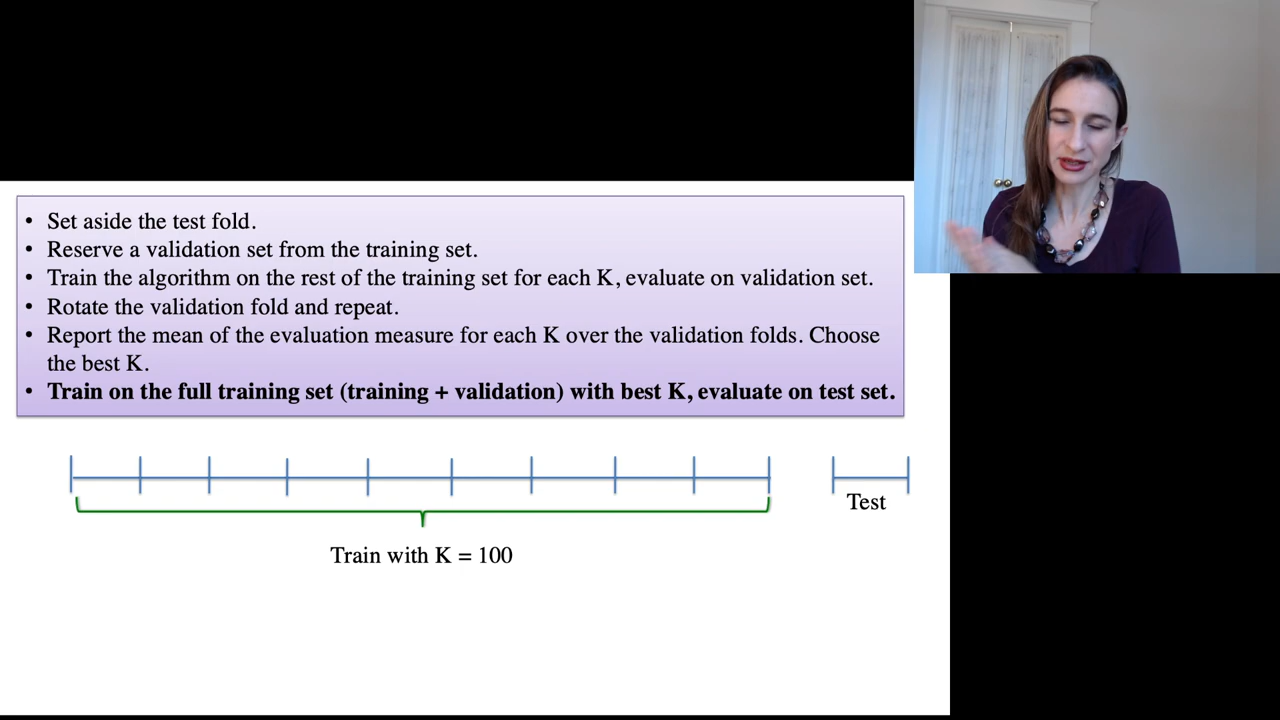 • Set aside the test fold.
• Reserve a validation set from the training set.
• Train the algorithm on the rest of the training set for each K, evaluate on validation set.
• Rotate the validation fold and repeat.
• Report the mean of the evaluation measure for each K over the validation folds. Choose
the best K.
• Train on the full training set (training + validation) with best K, evaluate on test set.
Test
Train with K = 100